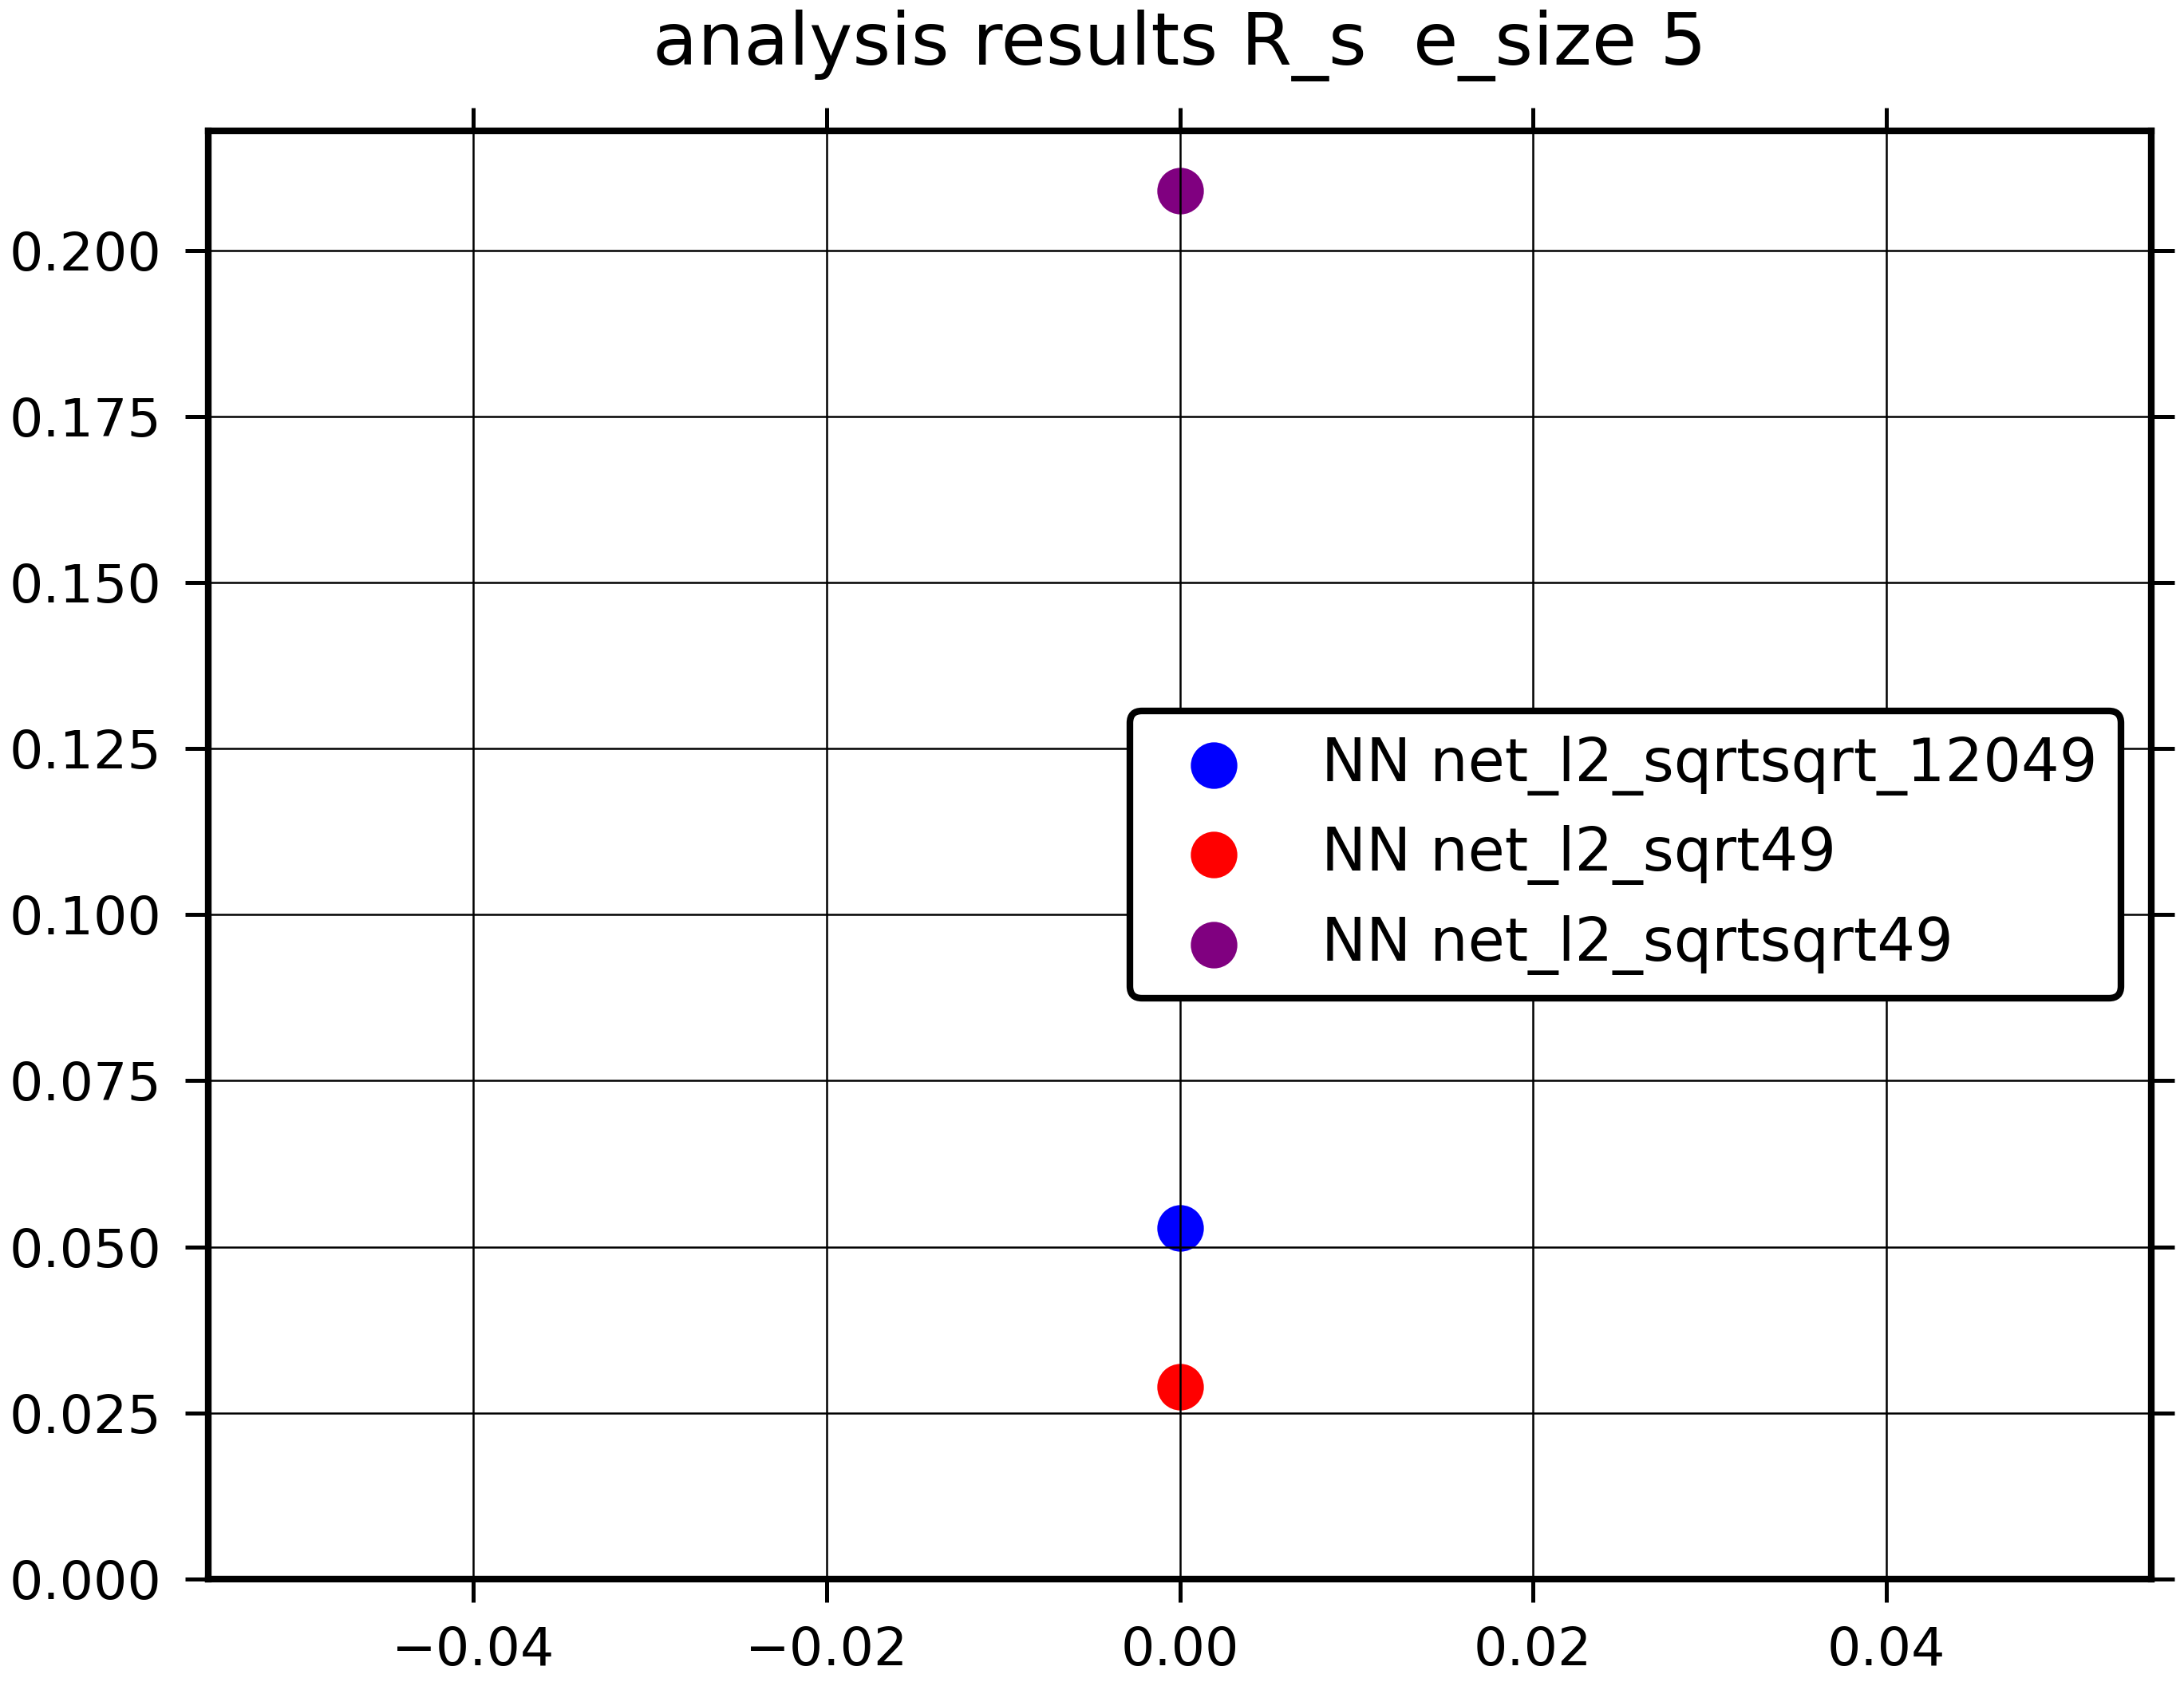 analysis results R_s e_size 5
0.200
0.175
0.150
0.125
0.100
0.075
0.050
0.025
0.000
NN net_l2_sqrtsqrt_12049
NN net_l2_sqrt49
NN net_l2_sqrtsqrt49
−0.04 −0.02 0.00 0.02 0.04